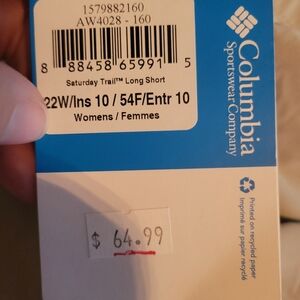 1579882160
AW4028 - 160
8 88458 65991 5
Saturday Trail™ Long Short
22W/Ins 10 / 54F/Entr 10
Womens / Femmes
Columbia
Sportswear Company
Printed on recycled paper
Imprimé sur papier recyclé
$ 64.99